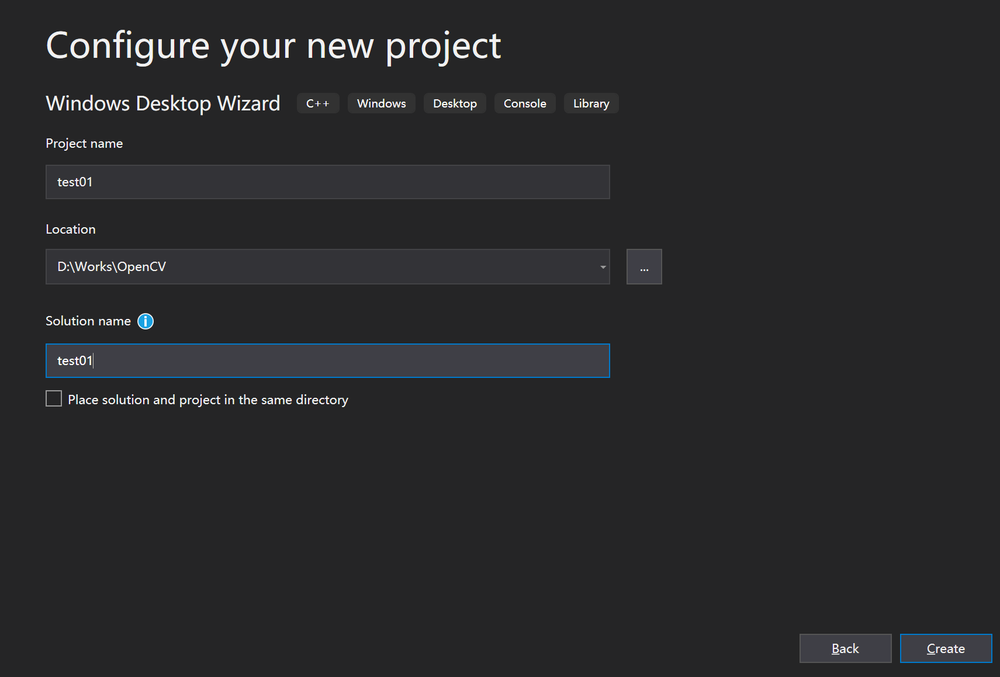 Configure your new project
Windows Desktop Wizard C++ Windows Desktop Console Library
Project name
test01
Location
D:\Works\OpenCV
...
Solution name
test01
Place solution and project in the same directory
Back Create